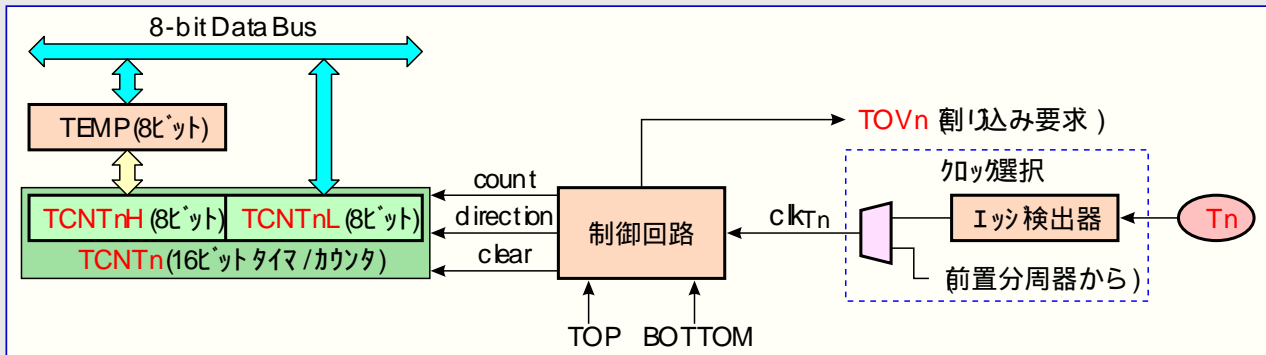 8-bit Data Bus
TEMP (8ビット)
TCNTnH (8ビット)
TCNTnL (8ビット)
TCNTn (16ビット タイマ/カウンタ)
count
direction
clear
制御回路
TOP
BOTTOM
TOVn (割り込み要求)
clkTn
クロック選択
エッジ検出器
(前置分周器から)
Tn